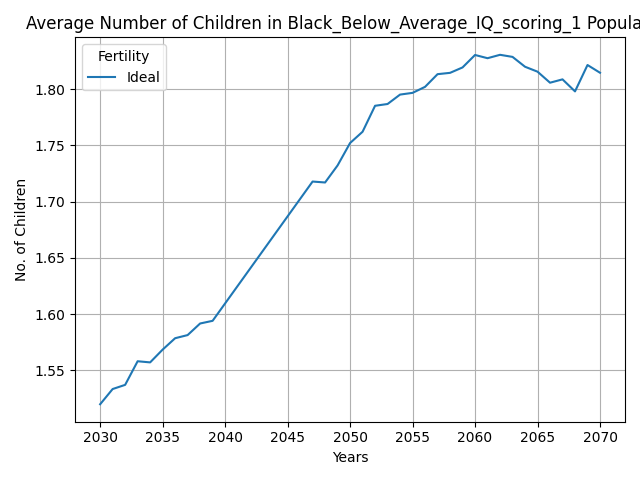 Average Number of Children in Black_Below_Average_IQ_scoring_1 Popula
Fertility
Ideal
No. of Children
1.80
1.75
1.70
1.65
1.60
1.55
2030 2035 2040 2045 2050 2055 2060 2065 2070
Years